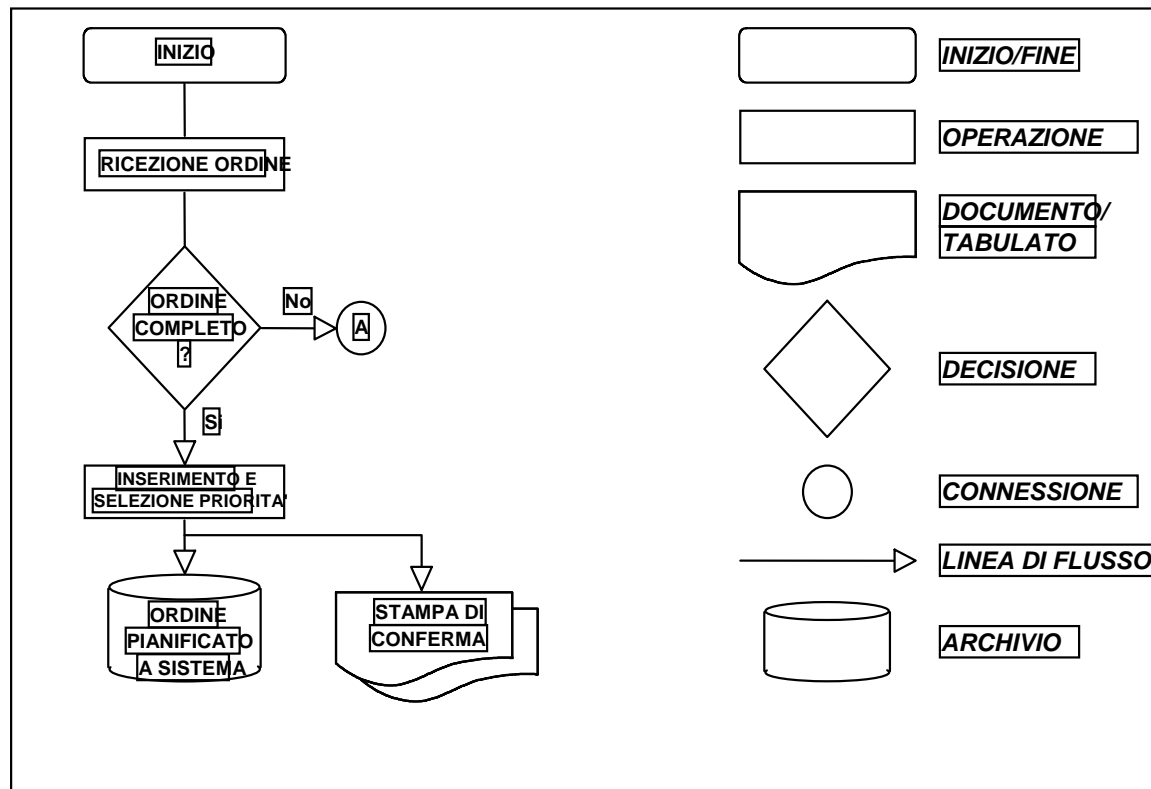 INIZIO
RICEZIONE ORDINE
ORDINE
COMPLETO
?
No
A
Si
INSERIMENTO E
SELEZIONE PRIORITA'
ORDINE
PIANIFICATO
A SISTEMA
STAMPA DI
CONFERMA
INIZIO/FINE
OPERAZIONE
DOCUMENTO/
TABULATO
DECISIONE
CONNESSIONE
LINEA DI FLUSSO
ARCHIVIO